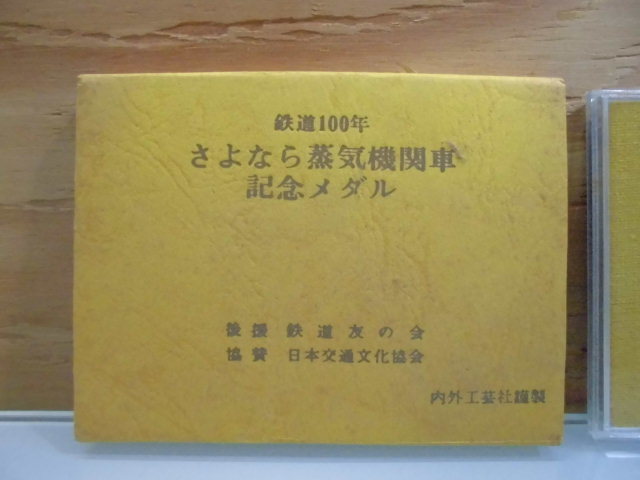 鉄道100年
さよなら蒸気機関車
記念メダル
後援 鉄道友の会
協賛 日本交通文化協会
内外工芸社謹製